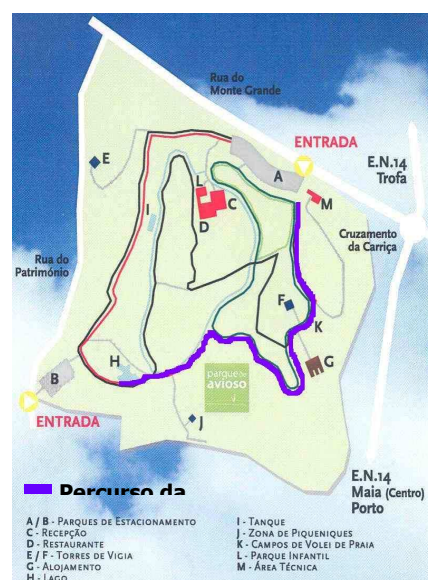 Rua do
Monte Grande
ENTRADA
E
A
E.N.14
Trofa
L
C
M
I
D
Cruzamento
da Carriça
Rua do
Património
F
K
H
G
parque de
avioso
B
J
ENTRADA
E.N.14
Maia (Centro)
Porto
Percurso da
A / B - PARQUES DE ESTACIONAMENTO
C - RECEPÇÃO
D - RESTAURANTE
E / F - TORRES DE VIGIA
G - ALOJAMENTO
H - LAGO
I - TANQUE
J - ZONA DE PIQUENIQUES
K - CAMPOS DE VOLEI DE PRAIA
L - PARQUE INFANTIL
M - ÁREA TÉCNICA